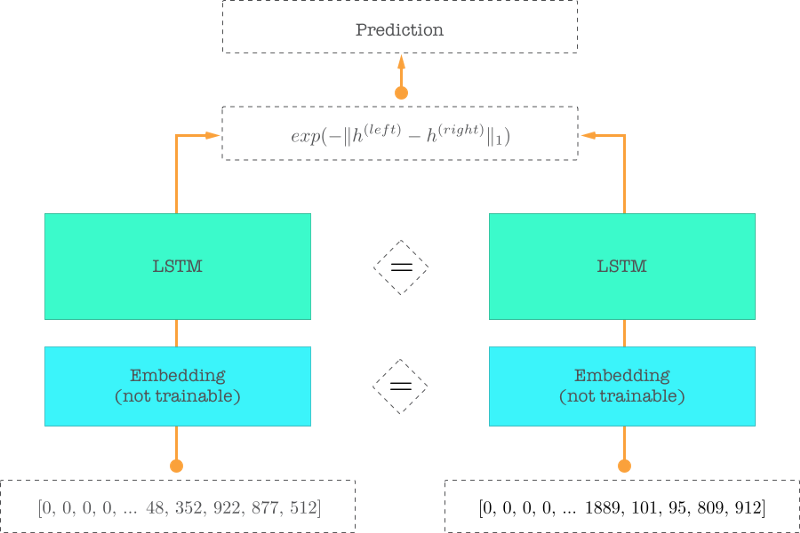 Prediction
exp(−‖h^(left) − h^(right)‖₁)
LSTM
=
LSTM
Embedding
(not trainable)
=
Embedding
(not trainable)
[0, 0, 0, 0, ... 48, 352, 922, 877, 512]
[0, 0, 0, 0, ... 1889, 101, 95, 809, 912]